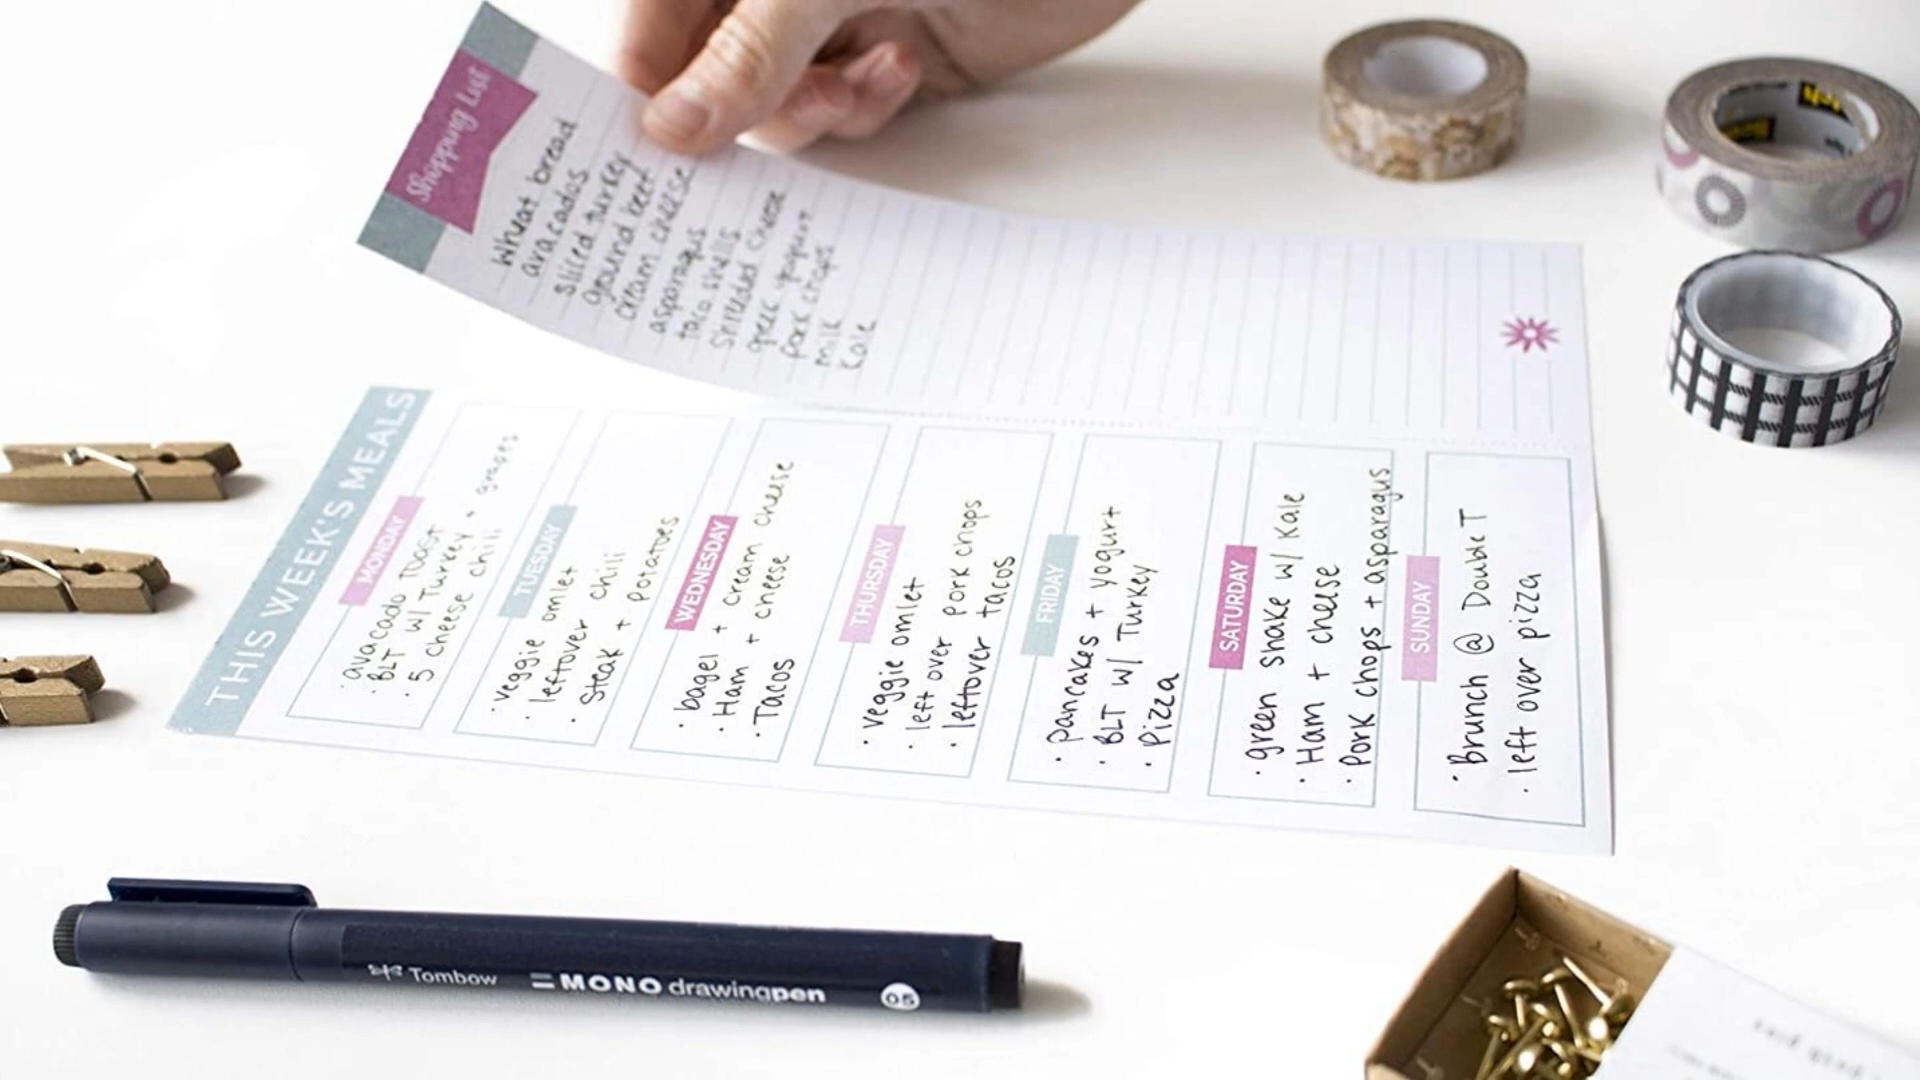 Shopping List
Wheat bread
avacados
sliced turkey
ground beef
cream cheese
asparagus
taco shells
shredded cheese
greek yogurt
pork chops
milk
Kale
THIS WEEK'S MEALS
MONDAY
· avacado toast
· BLT w/ Turkey + grapes
· 5 cheese chili
TUESDAY
· veggie omlet
· leftover chili
· Steak + potatoes
WEDNESDAY
· bagel + cream cheese
· Ham + cheese
· Tacos
THURSDAY
· veggie omlet
· left over pork chops
· leftover tacos
FRIDAY
· pancakes + yogurt
· BLT w/ Turkey
· Pizza
SATURDAY
· green shake w/ Kale
· Ham + cheese
· Pork chops + asparagus
SUNDAY
· Brunch @ Double T
· left over pizza
Tombow MONO drawingpen 05